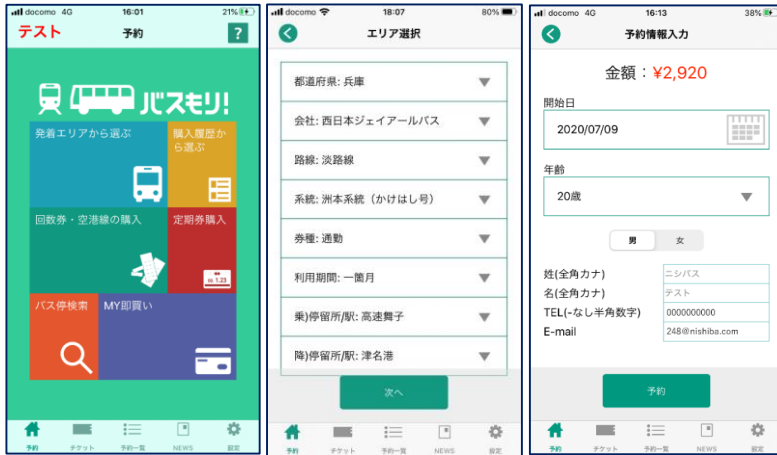 docomo 4G 16:01 21%
テスト 予約 ?
バスもり!
発着エリアから選ぶ
購入履歴か
ら選ぶ
回数券・空港線の購入
定期券購入
バス停検索
MY即買い
予約 チケット 予約一覧 NEWS 設定
docomo 18:07 80%
エリア選択
都道府県: 兵庫
会社: 西日本ジェイアールバス
路線: 淡路線
系統: 洲本系統（かけはし号）
券種: 通勤
利用期間: 一箇月
乗)停留所/駅: 高速舞子
降)停留所/駅: 津名港
次へ
予約 チケット 予約一覧 NEWS 設定
docomo 4G 16:13 38%
予約情報入力
金額：¥2,920
開始日
2020/07/09
年齢
20歳
男 女
姓(全角カナ) ニシバス
名(全角カナ) テスト
TEL(-なし半角数字) 0000000000
E-mail 248@nishiba.com
予約
予約 チケット 予約一覧 NEWS 設定